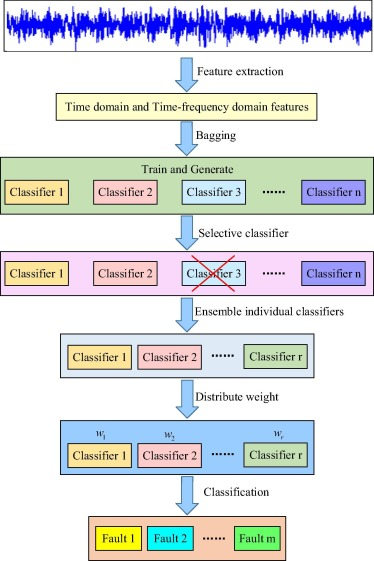 Feature extraction
Time domain and Time-frequency domain features
Bagging
Train and Generate
Classifier 1 Classifier 2 Classifier 3 ...... Classifier n
Selective classifier
Classifier 1 Classifier 2 Classifier 3 ...... Classifier n
Ensemble individual classifiers
Classifier 1 Classifier 2 ...... Classifier r
Distribute weight
w1 w2 wr
Classifier 1 Classifier 2 ...... Classifier r
Classification
Fault 1 Fault 2 ...... Fault m